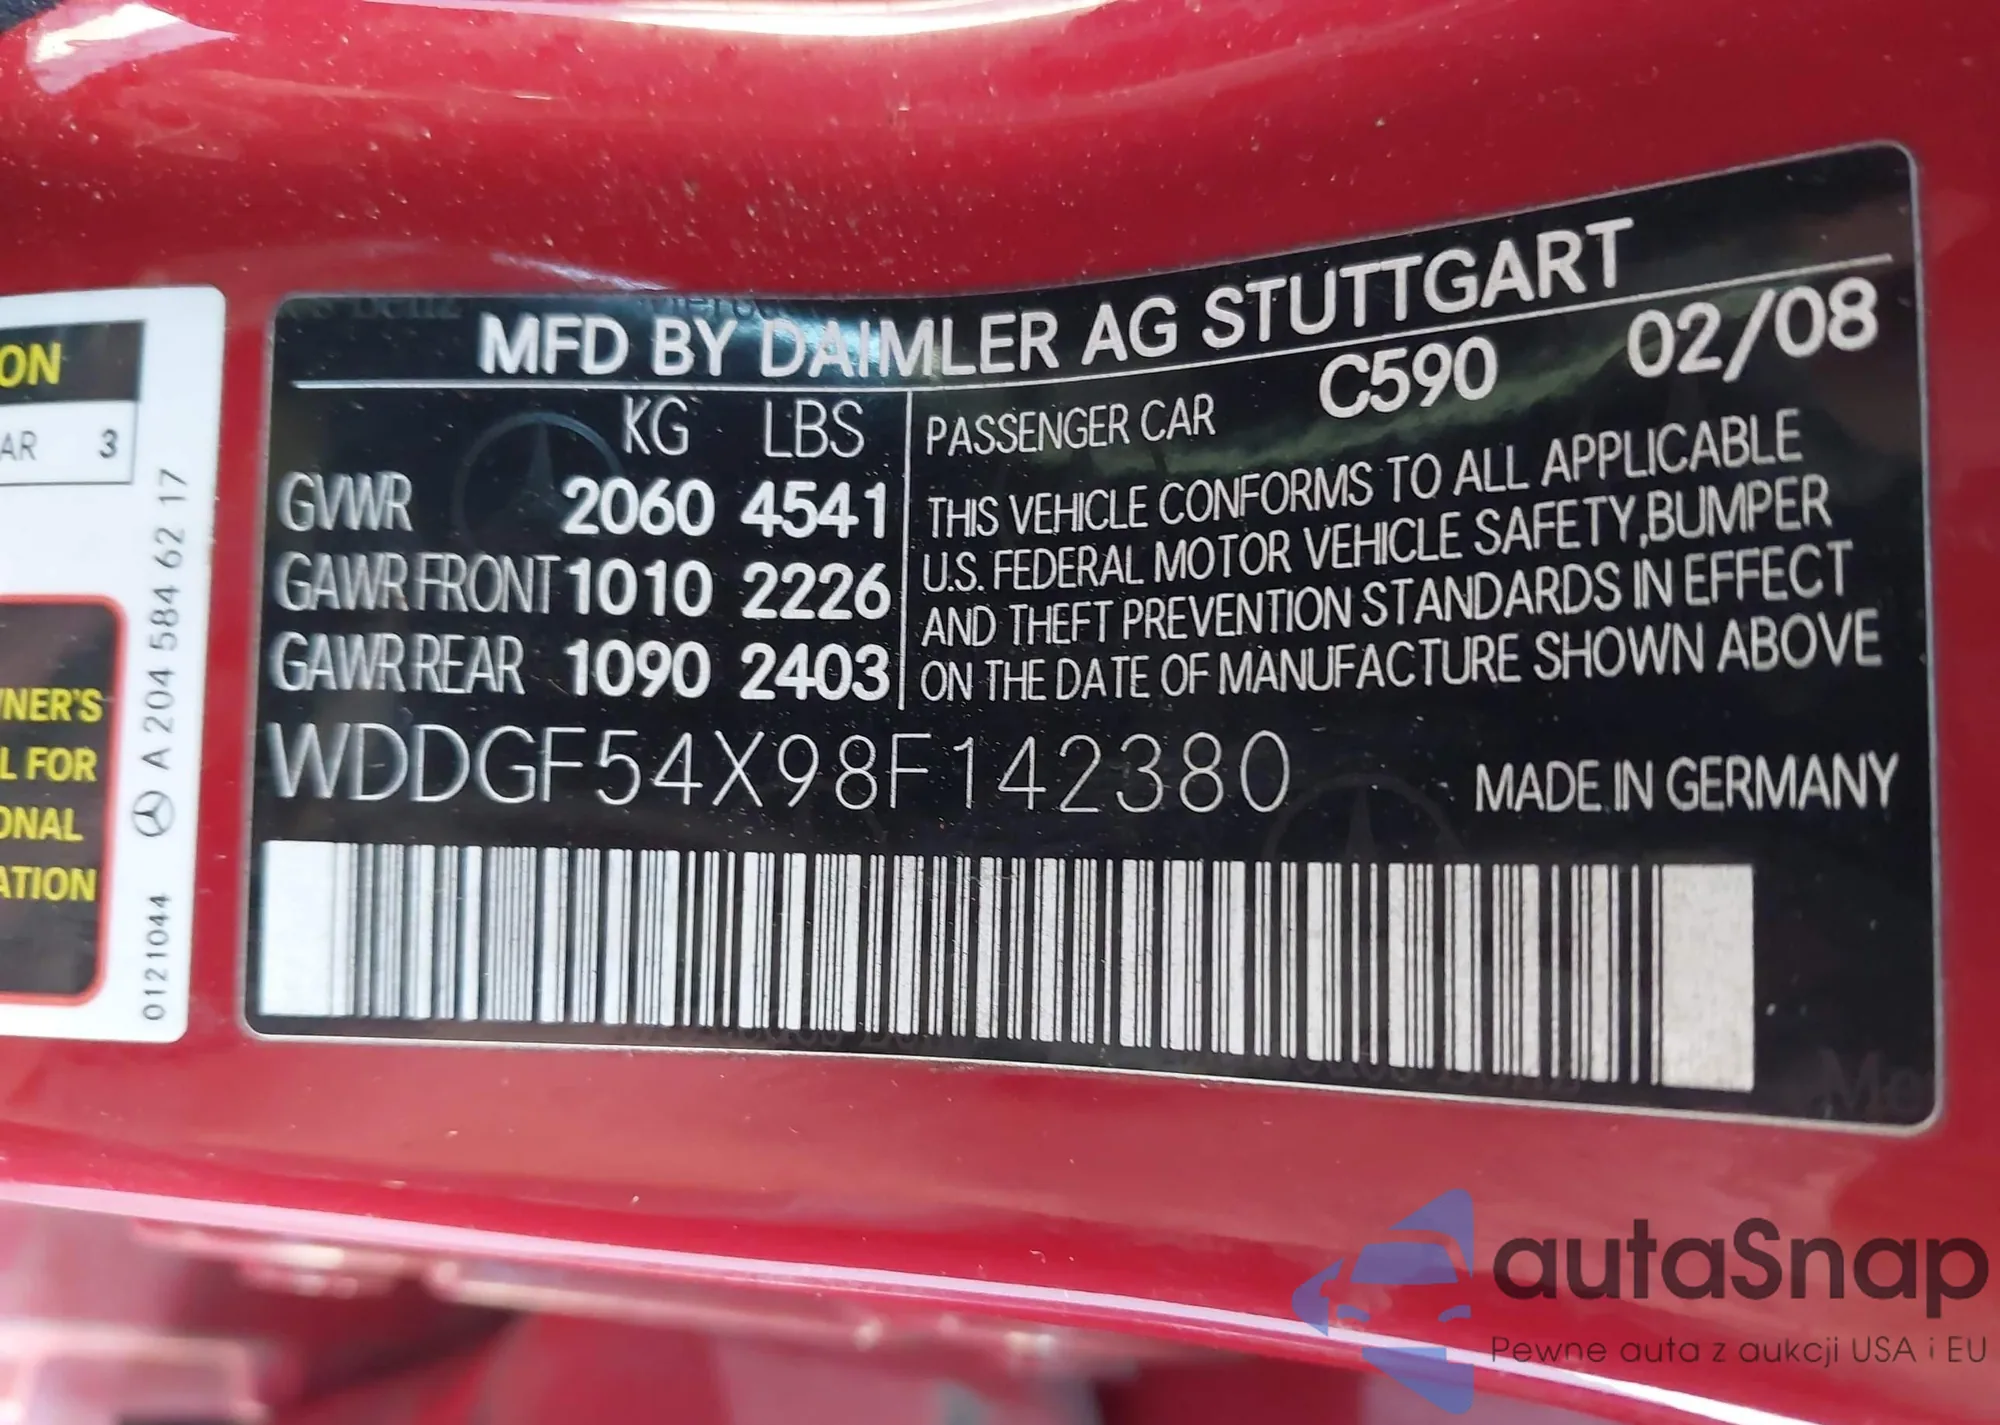 ON
AR 3
NER'S
L FOR
ONAL
ATION
A 204 584 62 17
0121044
MFD BY DAIMLER AG STUTTGART
KG LBS
GVWR 2060 4541
GAWR FRONT 1010 2226
GAWR REAR 1090 2403
PASSENGER CAR C590 02/08
THIS VEHICLE CONFORMS TO ALL APPLICABLE
U.S. FEDERAL MOTOR VEHICLE SAFETY,BUMPER
AND THEFT PREVENTION STANDARDS IN EFFECT
ON THE DATE OF MANUFACTURE SHOWN ABOVE
WDDGF54X98F142380
MADE IN GERMANY
autaSnap
Pewne auta z aukcji USA i EU